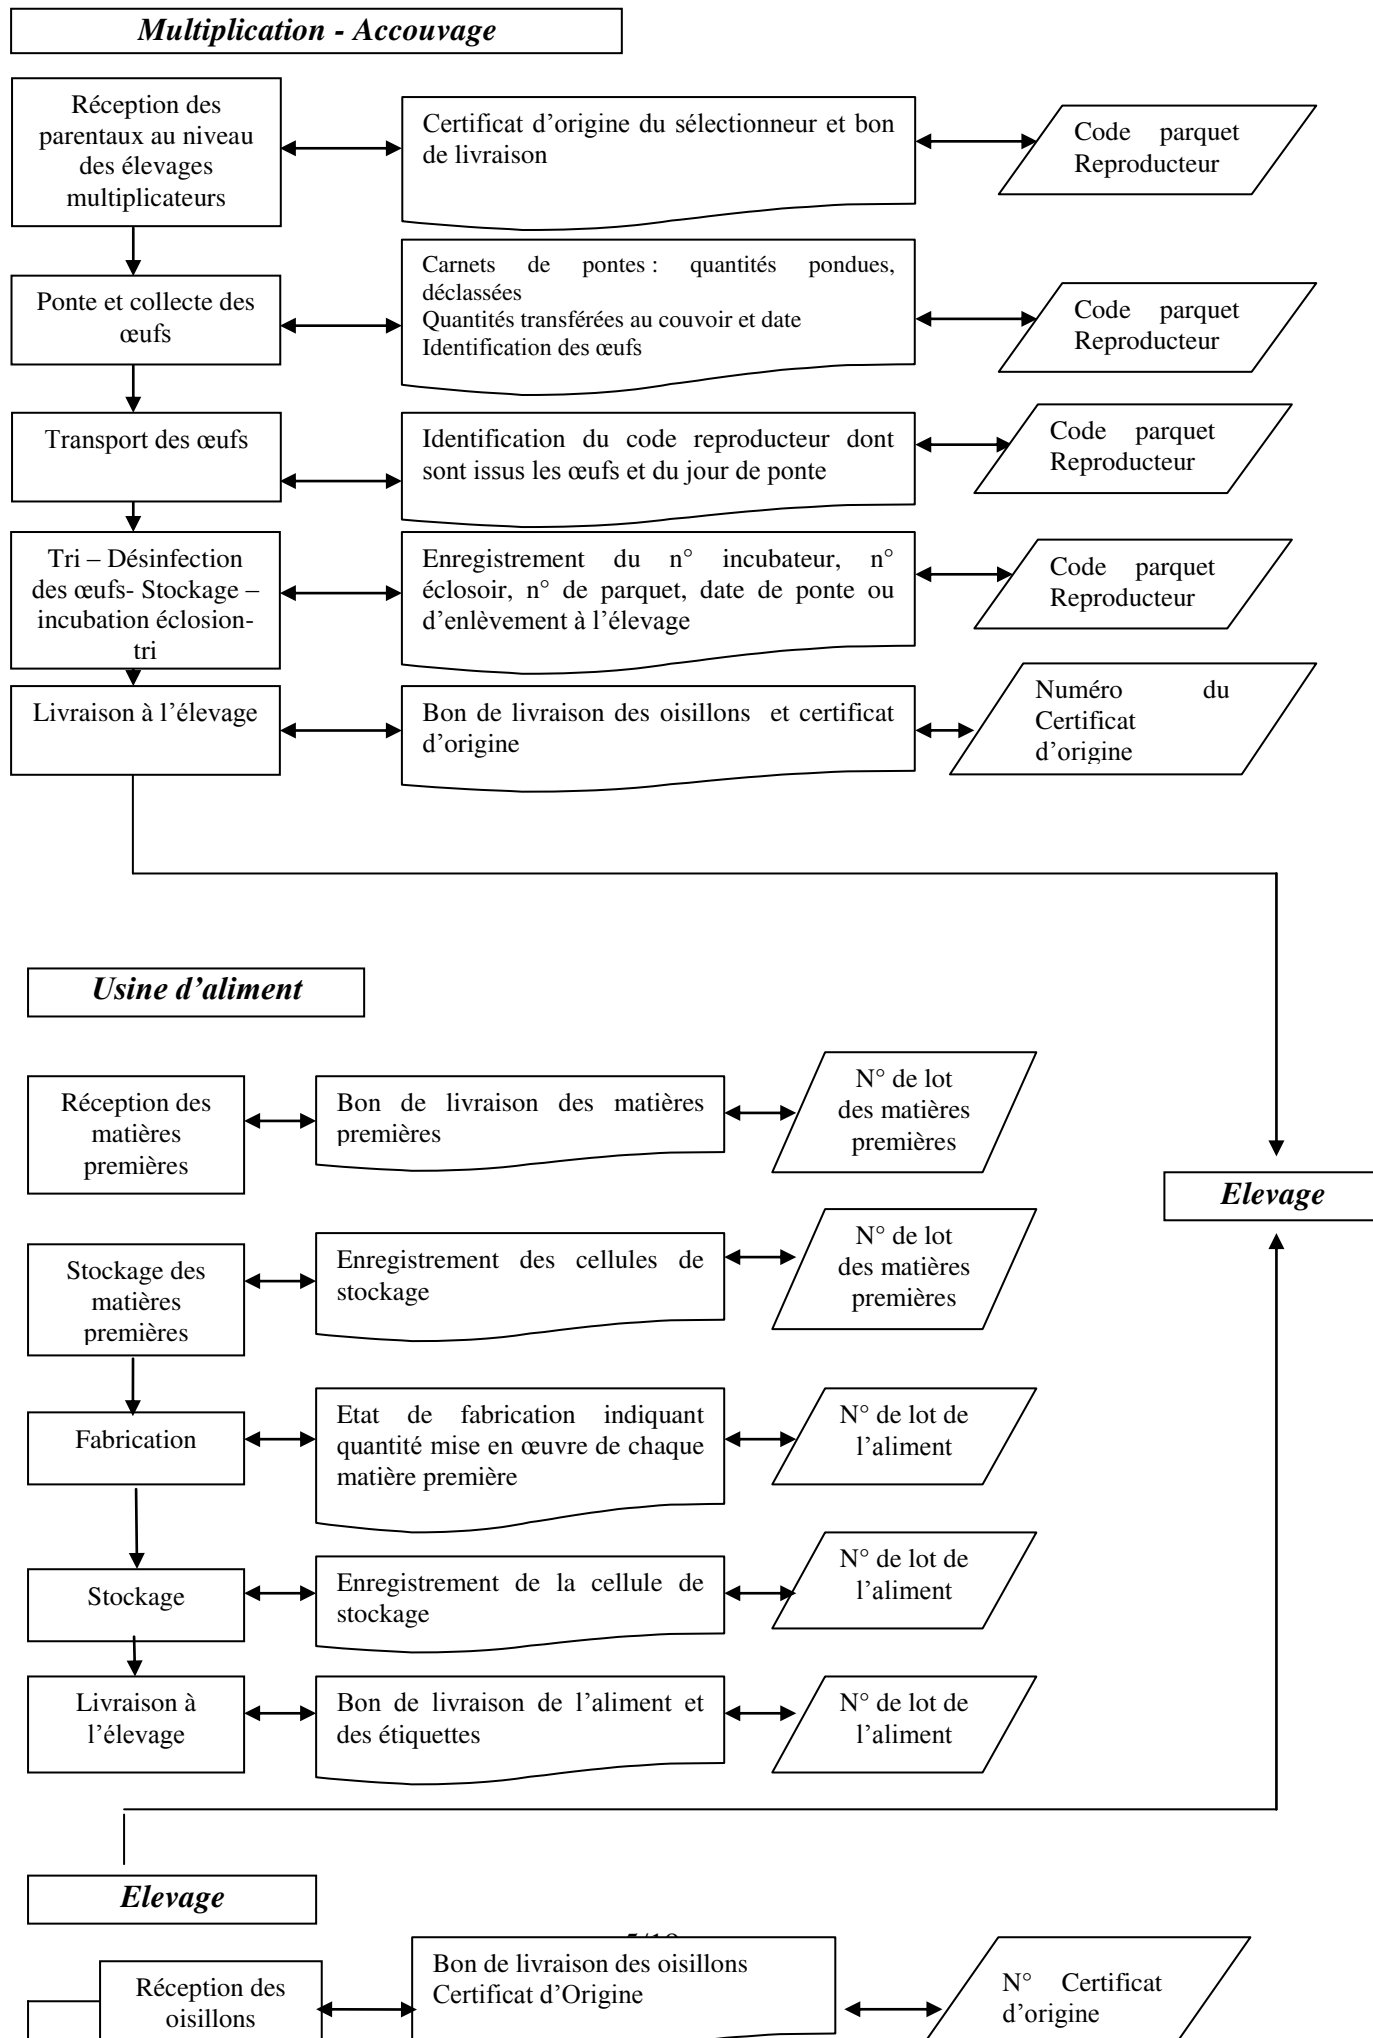 Multiplication - Accouvage
Réception des
parentaux au niveau
des élevages
multiplicateurs
Certificat d’origine du sélectionneur et bon
de livraison
Code parquet
Reproducteur
Ponte et collecte des
œufs
Carnets de pontes : quantités pondues,
déclassées
Quantités transférées au couvoir et date
Identification des œufs
Code parquet
Reproducteur
Transport des œufs
Identification du code reproducteur dont
sont issus les œufs et du jour de ponte
Code parquet
Reproducteur
Tri – Désinfection
des œufs- Stockage –
incubation éclosion-
tri
Enregistrement du n° incubateur, n°
éclosoir, n° de parquet, date de ponte ou
d’enlèvement à l’élevage
Code parquet
Reproducteur
Livraison à l’élevage
Bon de livraison des oisillons et certificat
d’origine
Numéro du
Certificat
d’origine
Usine d’aliment
Réception des
matières
premières
Bon de livraison des matières
premières
N° de lot
des matières
premières
Elevage
Stockage des
matières
premières
Enregistrement des cellules de
stockage
N° de lot
des matières
premières
Fabrication
Etat de fabrication indiquant
quantité mise en œuvre de chaque
matière première
N° de lot de
l’aliment
Stockage
Enregistrement de la cellule de
stockage
N° de lot de
l’aliment
Livraison à
l’élevage
Bon de livraison de l’aliment et
des étiquettes
N° de lot de
l’aliment
Elevage
Réception des
oisillons
Bon de livraison des oisillons
Certificat d’Origine
N° Certificat
d’origine